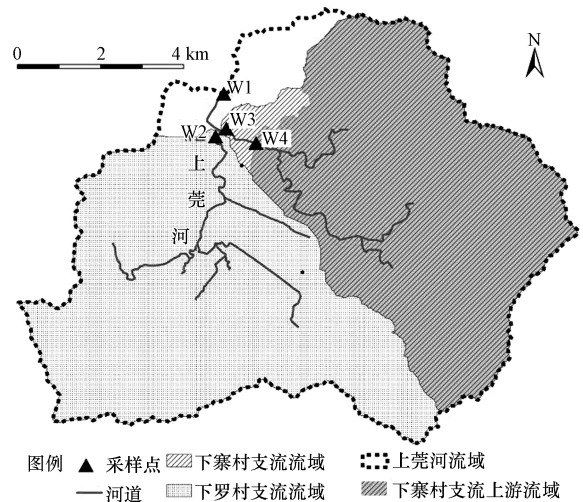 0 2 4 km
N
W1
W3
W2 W4
上
莞
河
图例 采样点 下寨村支流流域 上莞河流域
河道 下罗村支流流域 下寨村支流上游流域